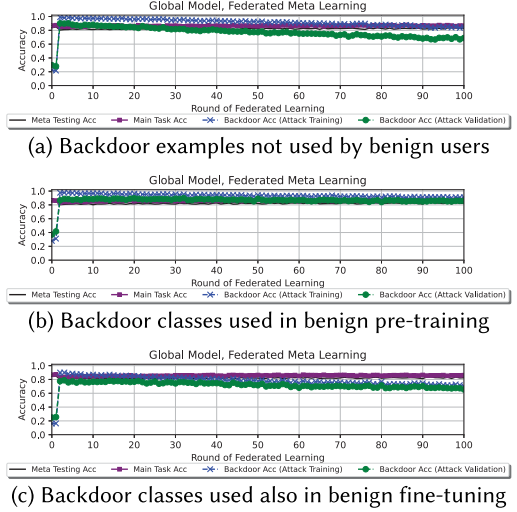 Global Model, Federated Meta Learning
1.0
0.8
0.6
0.4
0.2
0.0
Accuracy
0 10 20 30 40 50 60 70 80 90 100
Round of Federated Learning
Meta Testing Acc Main Task Acc Backdoor Acc (Attack Training) Backdoor Acc (Attack Validation)
(a) Backdoor examples not used by benign users
Global Model, Federated Meta Learning
1.0
0.8
0.6
0.4
0.2
0.0
Accuracy
0 10 20 30 40 50 60 70 80 90 100
Round of Federated Learning
Meta Testing Acc Main Task Acc Backdoor Acc (Attack Training) Backdoor Acc (Attack Validation)
(b) Backdoor classes used in benign pre-training
Global Model, Federated Meta Learning
1.0
0.8
0.6
0.4
0.2
0.0
Accuracy
0 10 20 30 40 50 60 70 80 90 100
Round of Federated Learning
Meta Testing Acc Main Task Acc Backdoor Acc (Attack Training) Backdoor Acc (Attack Validation)
(c) Backdoor classes used also in benign fine-tuning